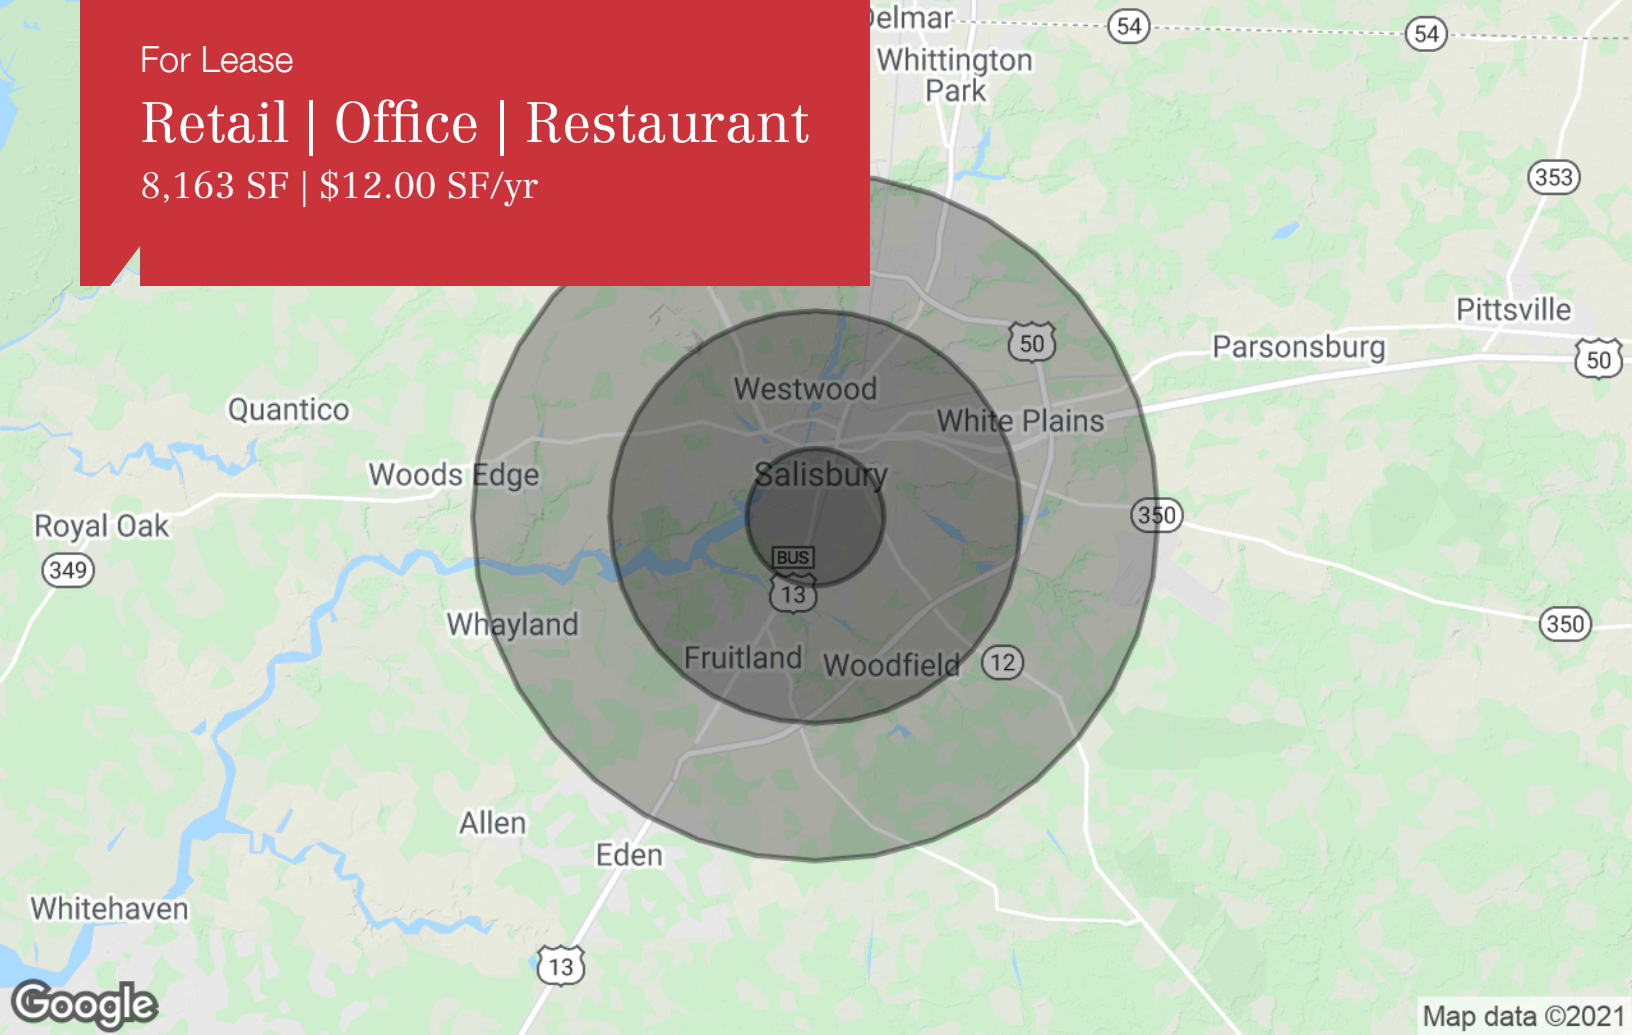 For Lease
Retail | Office | Restaurant
8,163 SF | $12.00 SF/yr
Delmar
54
54
Whittington
Park
353
Pittsville
50
Parsonsburg
50
Westwood
Quantico
White Plains
Woods Edge
Salisbury
Royal Oak
350
BUS
349
13
Whayland
350
Fruitland
Woodfield
12
Allen
Eden
Whitehaven
13
Google
Map data ©2021